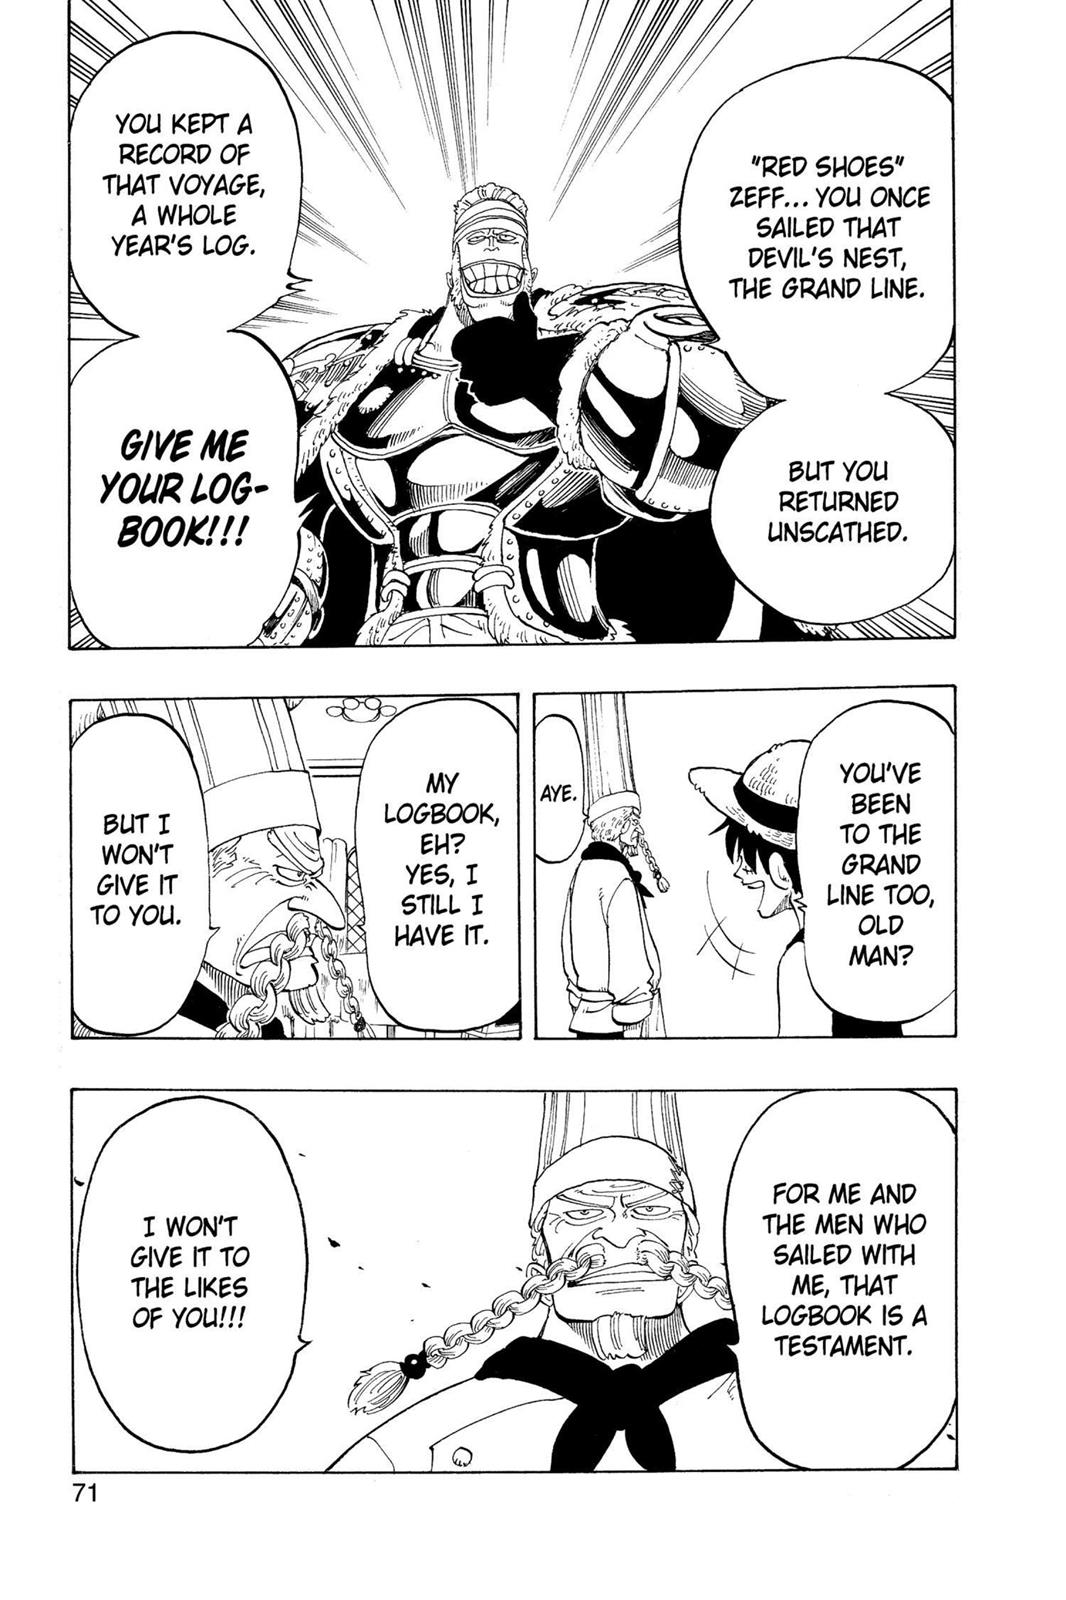 "RED SHOES"
ZEFF... YOU ONCE
SAILED THAT
DEVIL'S NEST,
THE GRAND LINE.
BUT YOU
RETURNED
UNSCATHED.
YOU KEPT A
RECORD OF
THAT VOYAGE,
A WHOLE
YEAR'S LOG.
GIVE ME
YOUR LOG-
BOOK!!!
YOU'VE
BEEN
TO THE
GRAND
LINE TOO,
OLD
MAN?
AYE.
MY
LOGBOOK,
EH?
YES, I
STILL
HAVE IT.
BUT I
WON'T
GIVE IT
TO YOU.
FOR ME AND
THE MEN WHO
SAILED WITH
ME, THAT
LOGBOOK IS A
TESTAMENT.
I WON'T
GIVE IT TO
THE LIKES
OF YOU!!!
71